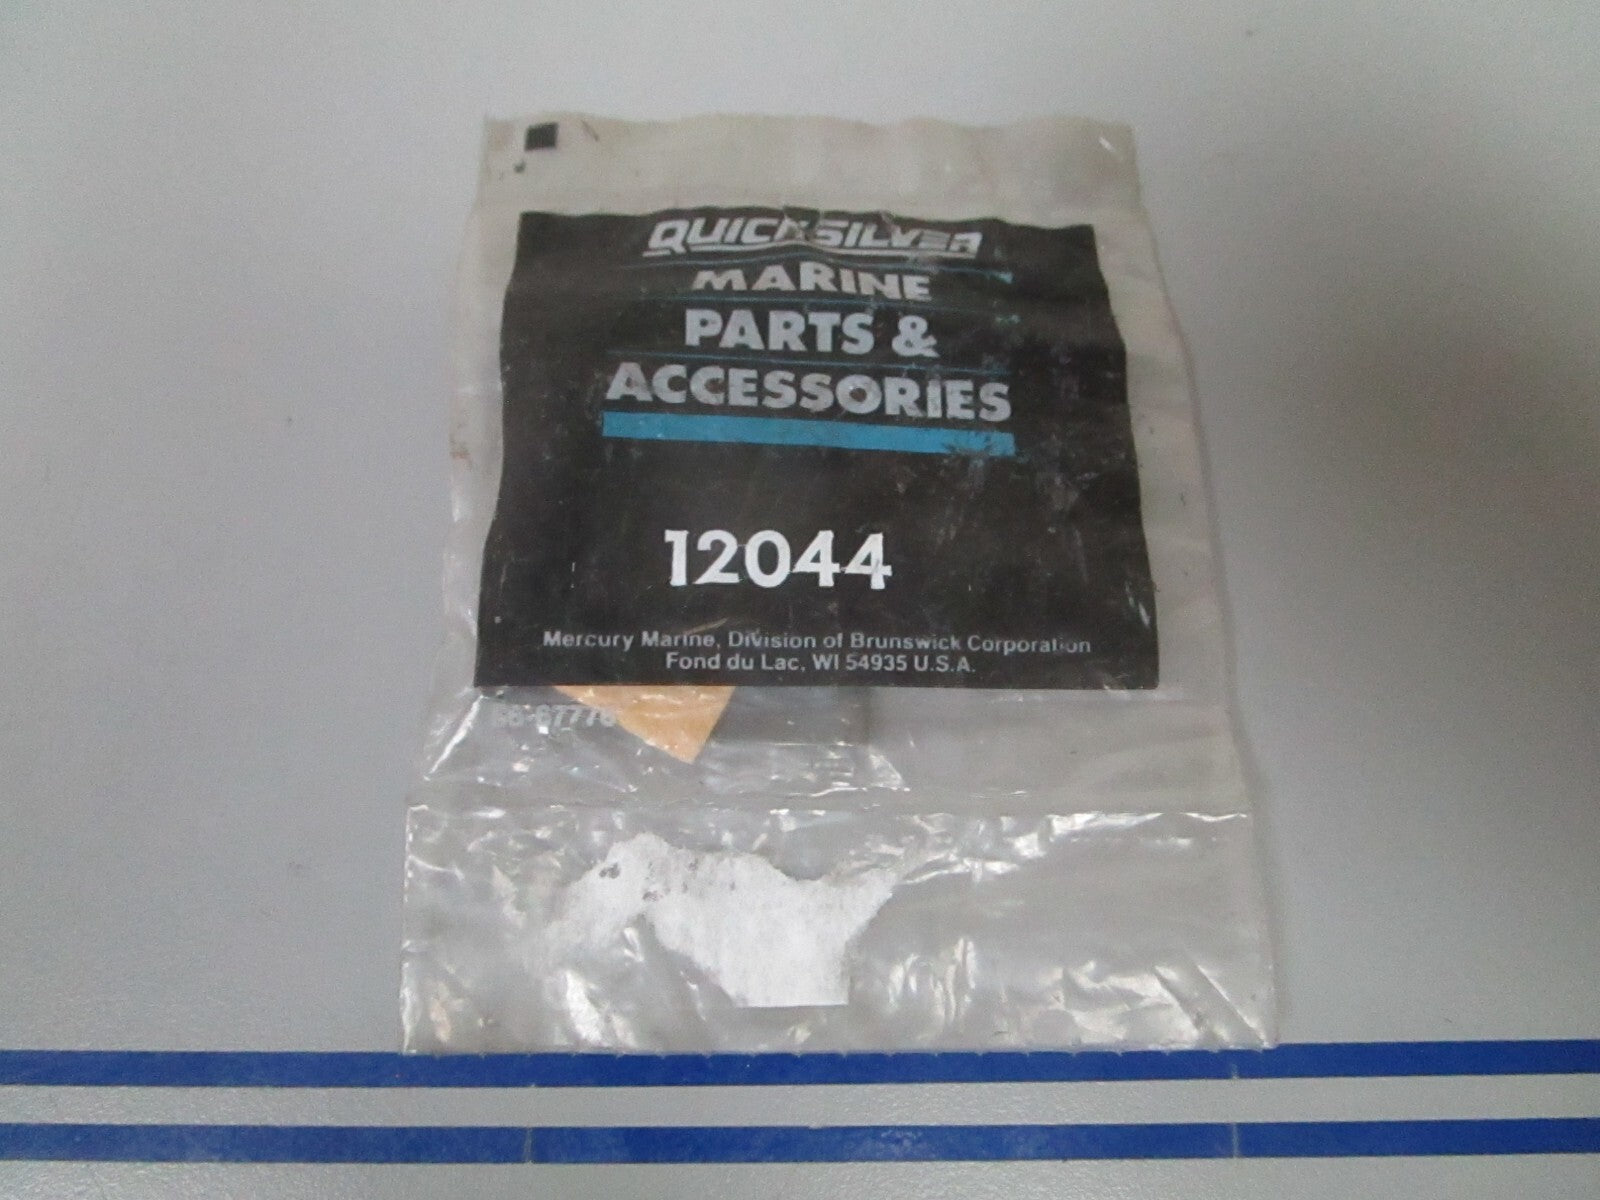 QUICKSILVER
MARINE
PARTS &
ACCESSORIES
12044
Mercury Marine, Division of Brunswick Corporation
Fond du Lac, WI 54935 U.S.A.